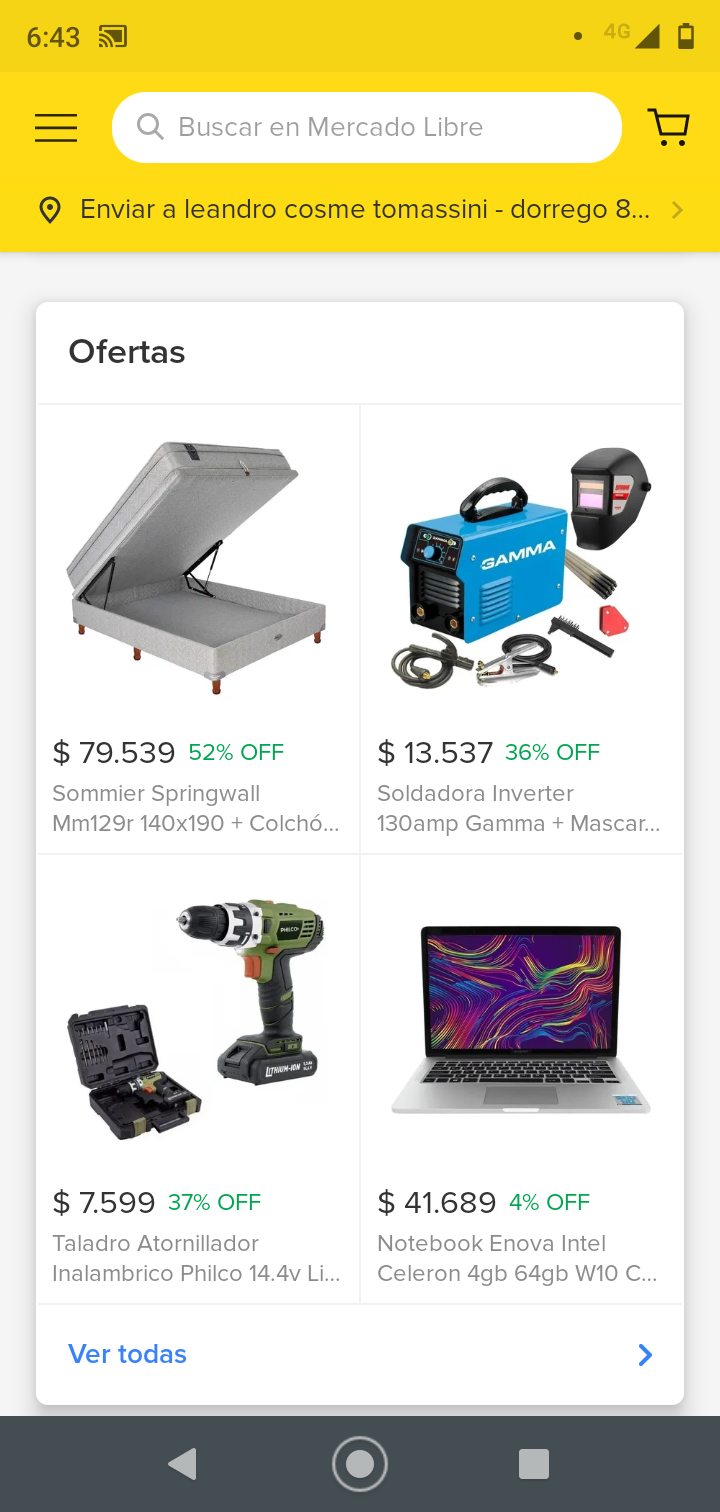 6:43
4G
Buscar en Mercado Libre
Enviar a leandro cosme tomassini - dorrego 8...
Ofertas
GAMMA
$ 79.539 52% OFF
Sommier Springwall
Mm129r 140x190 + Colchó...
$ 13.537 36% OFF
Soldadora Inverter
130amp Gamma + Mascar...
PHILCO
LITHIUM-ION
$ 7.599 37% OFF
Taladro Atornillador
Inalambrico Philco 14.4v Li...
$ 41.689 4% OFF
Notebook Enova Intel
Celeron 4gb 64gb W10 C...
Ver todas